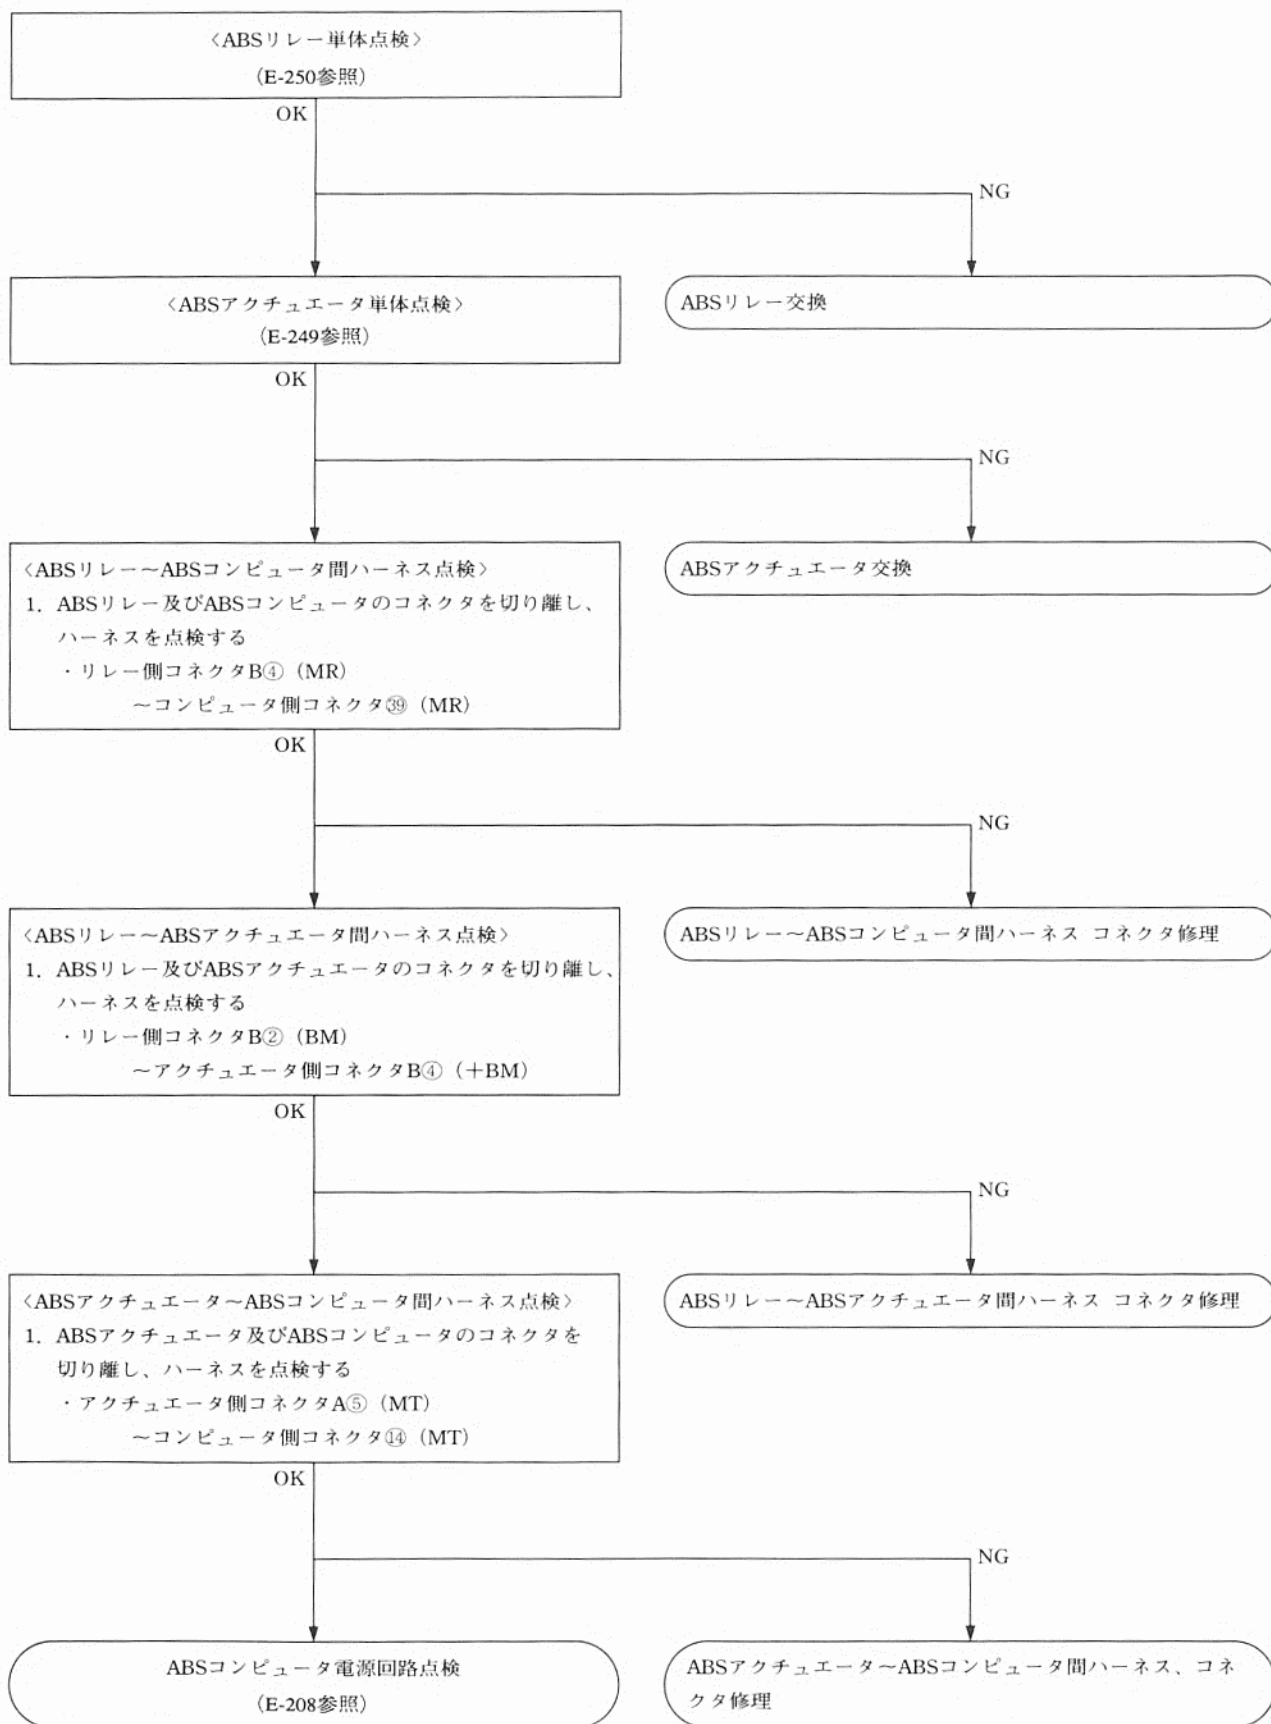 〈ABSリレー単体点検〉
（E-250参照）
OK
NG
〈ABSアクチュエータ単体点検〉
（E-249参照）
ABSリレー交換
OK
NG
〈ABSリレー〜ABSコンピュータ間ハーネス点検〉
1. ABSリレー及びABSコンピュータのコネクタを切り離し、
ハーネスを点検する
・リレー側コネクタB④（MR）
〜コンピュータ側コネクタ㊴（MR）
ABSアクチュエータ交換
OK
NG
〈ABSリレー〜ABSアクチュエータ間ハーネス点検〉
1. ABSリレー及びABSアクチュエータのコネクタを切り離し、
ハーネスを点検する
・リレー側コネクタB②（BM）
〜アクチュエータ側コネクタB④（＋BM）
ABSリレー〜ABSコンピュータ間ハーネス コネクタ修理
OK
NG
〈ABSアクチュエータ〜ABSコンピュータ間ハーネス点検〉
1. ABSアクチュエータ及びABSコンピュータのコネクタを
切り離し、ハーネスを点検する
・アクチュエータ側コネクタA⑤（MT）
〜コンピュータ側コネクタ⑭（MT）
ABSリレー〜ABSアクチュエータ間ハーネス コネクタ修理
OK
NG
ABSコンピュータ電源回路点検
（E-208参照）
ABSアクチュエータ〜ABSコンピュータ間ハーネス、コネ
クタ修理